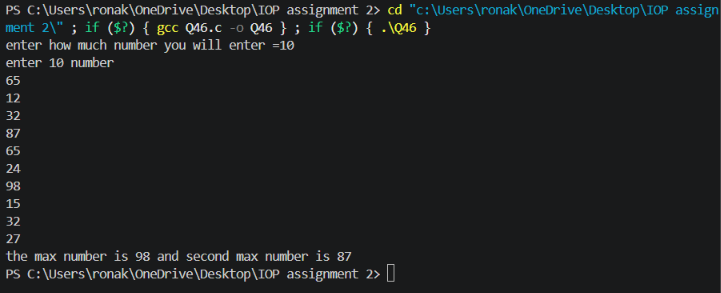 PS C:\Users\ronak\OneDrive\Desktop\IOP assignment 2> cd "c:\Users\ronak\OneDrive\Desktop\IOP assign
ment 2\" ; if ($?) { gcc Q46.c -o Q46 } ; if ($?) { .\Q46 }
enter how much number you will enter =10
enter 10 number
65
12
32
87
65
24
98
15
32
27
the max number is 98 and second max number is 87
PS C:\Users\ronak\OneDrive\Desktop\IOP assignment 2>